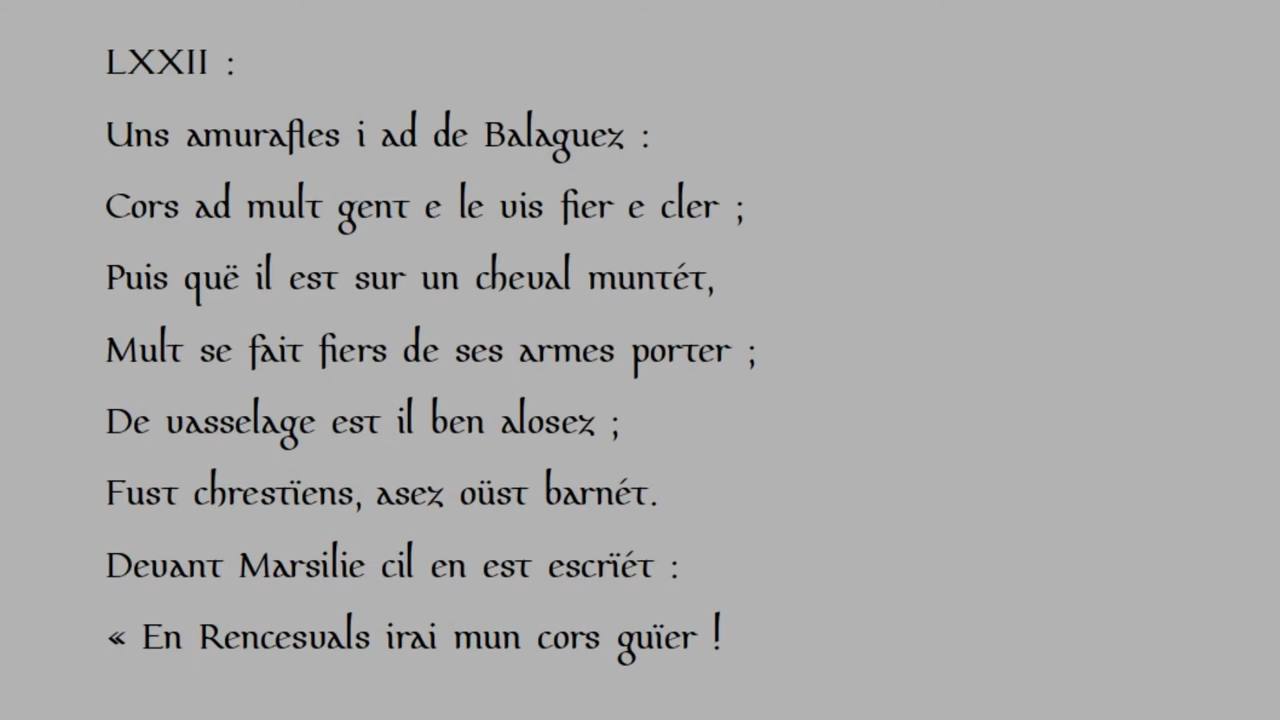 LXXII :
Uns amurafles i ad de Balaguez :
Cors ad mult gent e le vis fier e cler ;
Puis quë il est sur un cheval muntét,
Mult se fait fiers de ses armes porter ;
De vasselage est il ben alosez ;
Fust chrestïens, asez oüst barnét.
Devant Marsilie cil en est escrïét :
« En Rencesvals irai mun cors guïer !